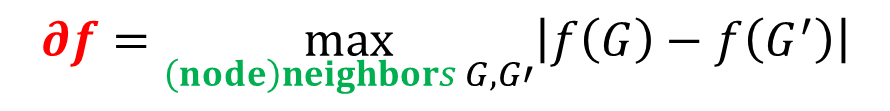 ∂f = max |f(G) − f(G′)|
(node)neighbors G,G′